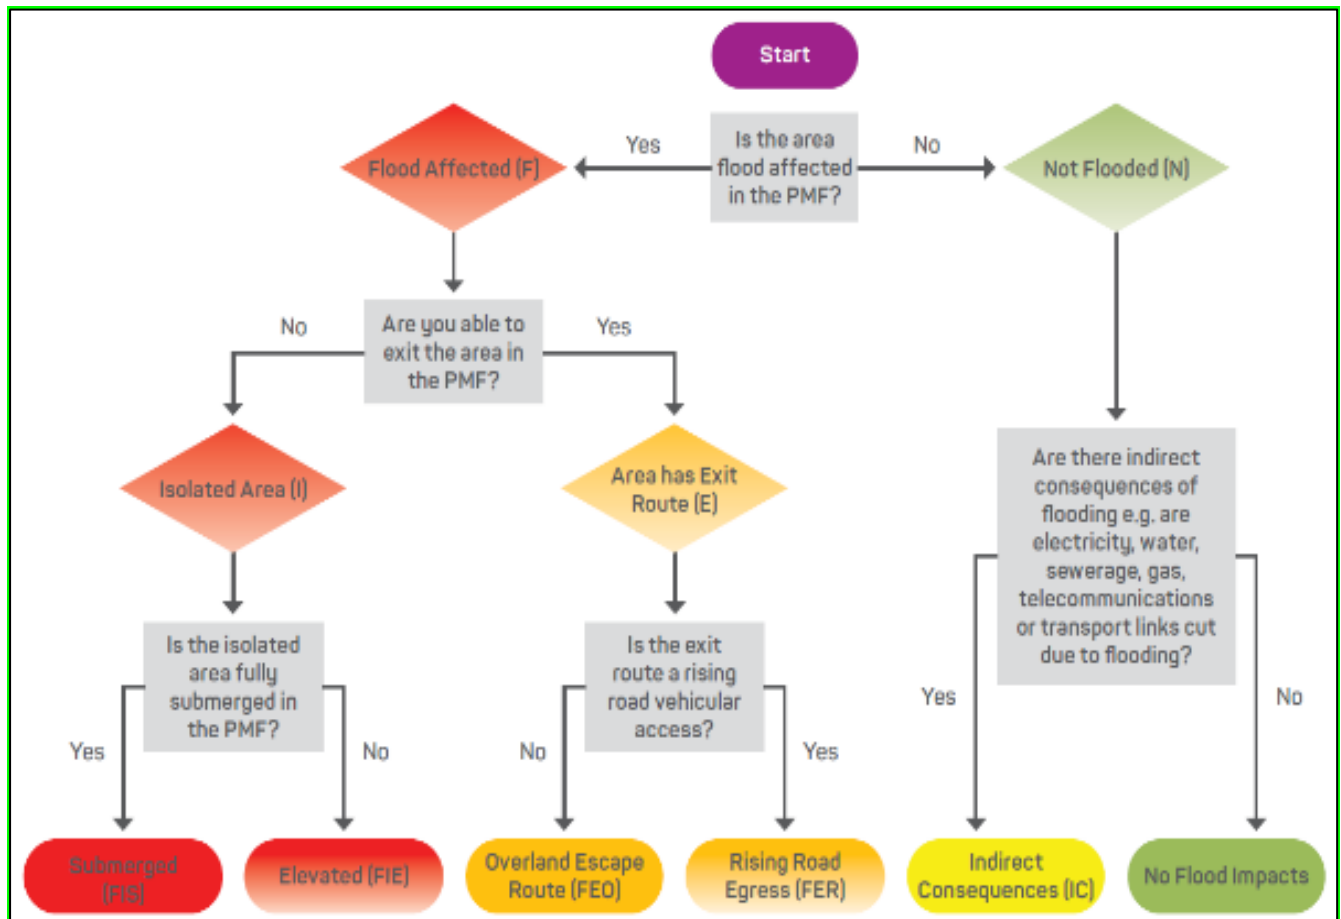 Start
Is the area
flood affected
in the PMF?
Yes
No
Flood Affected (F)
Not Flooded (N)
Are you able to
exit the area in
the PMF?
No
Yes
Isolated Area (I)
Area has Exit
Route (E)
Are there indirect
consequences of
flooding e.g. are
electricity, water,
sewerage, gas,
telecommunications
or transport links cut
due to flooding?
Is the isolated
area fully
submerged in
the PMF?
Is the exit
route a rising
road vehicular
access?
Yes
No
No
Yes
Yes
No
Submerged
(FIS)
Elevated (FIE)
Overland Escape
Route (FEO)
Rising Road
Egress (FER)
Indirect
Consequences (IC)
No Flood Impacts